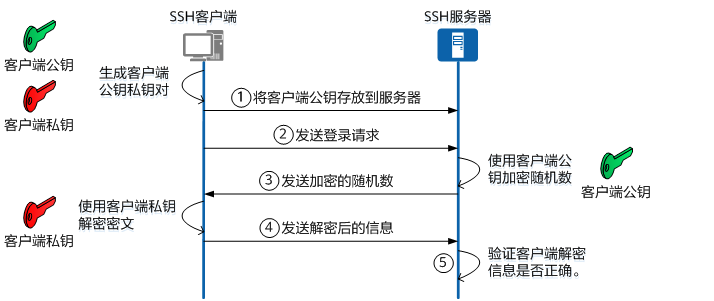 SSH客户端
SSH服务器
客户端公钥
生成客户端
公钥私钥对
客户端私钥
① 将客户端公钥存放到服务器
② 发送登录请求
使用客户端公
钥加密随机数
客户端公钥
③ 发送加密的随机数
使用客户端私钥
解密密文
客户端私钥
④ 发送解密后的信息
⑤
验证客户端解密
信息是否正确。